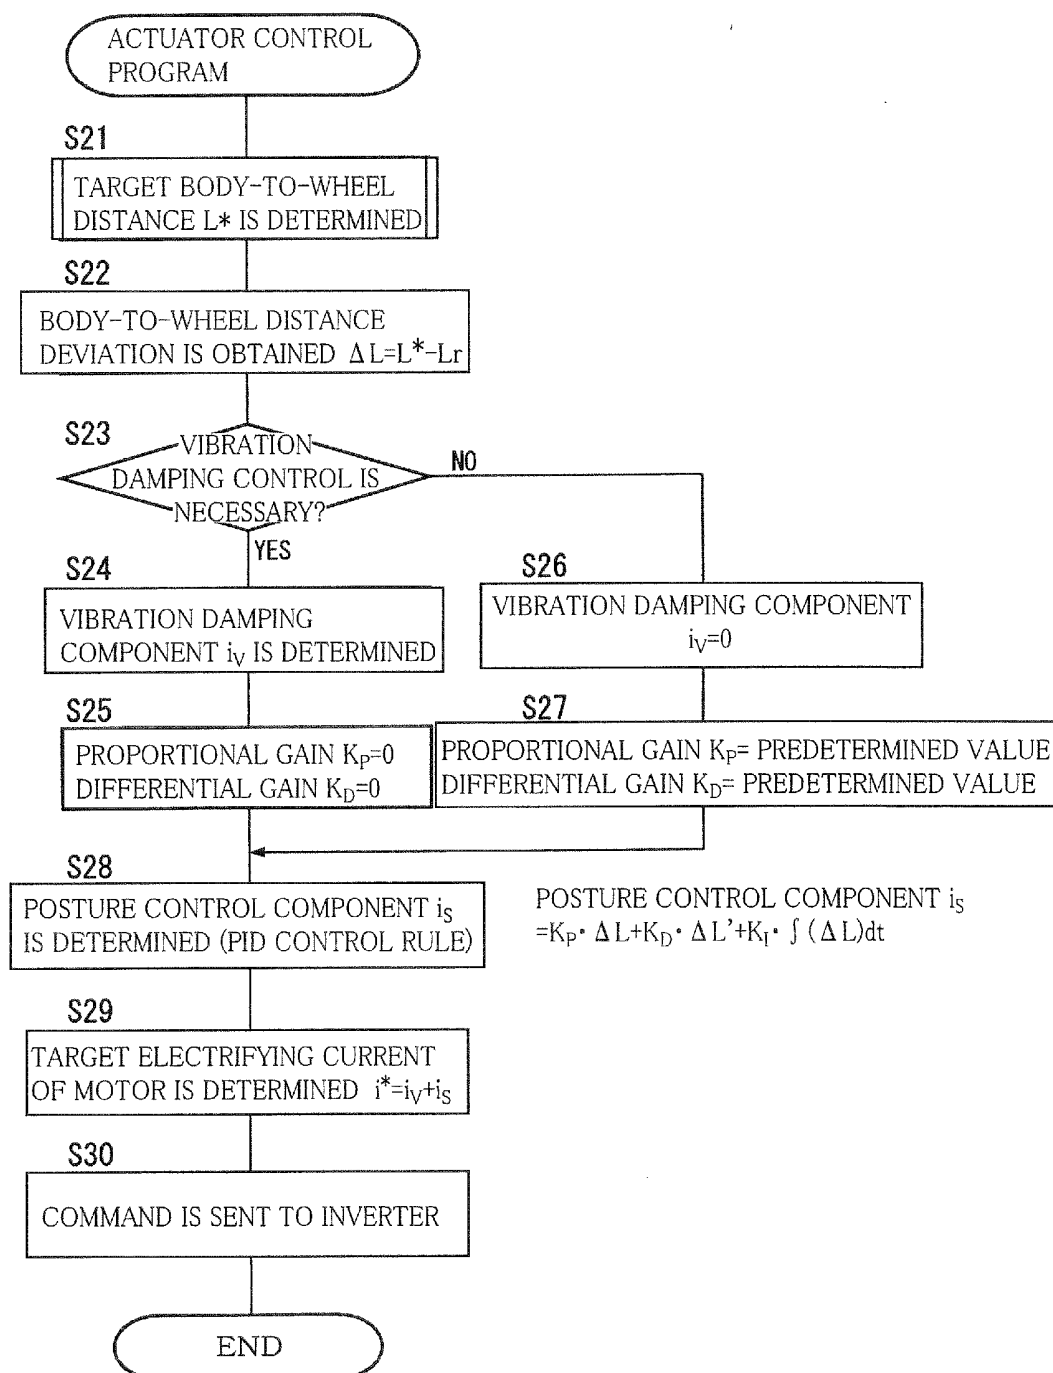 ACTUATOR CONTROL
PROGRAM
S21
TARGET BODY-TO-WHEEL
DISTANCE L* IS DETERMINED
S22
BODY-TO-WHEEL DISTANCE
DEVIATION IS OBTAINED ΔL=L*-Lr
S23
VIBRATION
DAMPING CONTROL IS
NECESSARY?
NO
YES
S24
VIBRATION DAMPING
COMPONENT iV IS DETERMINED
S26
VIBRATION DAMPING COMPONENT
iV=0
S25
PROPORTIONAL GAIN KP=0
DIFFERENTIAL GAIN KD=0
S27
PROPORTIONAL GAIN KP= PREDETERMINED VALUE
DIFFERENTIAL GAIN KD= PREDETERMINED VALUE
S28
POSTURE CONTROL COMPONENT iS
IS DETERMINED (PID CONTROL RULE)
POSTURE CONTROL COMPONENT iS
=KP· ΔL+KD· ΔL'+KI· ∫(ΔL)dt
S29
TARGET ELECTRIFYING CURRENT
OF MOTOR IS DETERMINED i*=iV+iS
S30
COMMAND IS SENT TO INVERTER
END